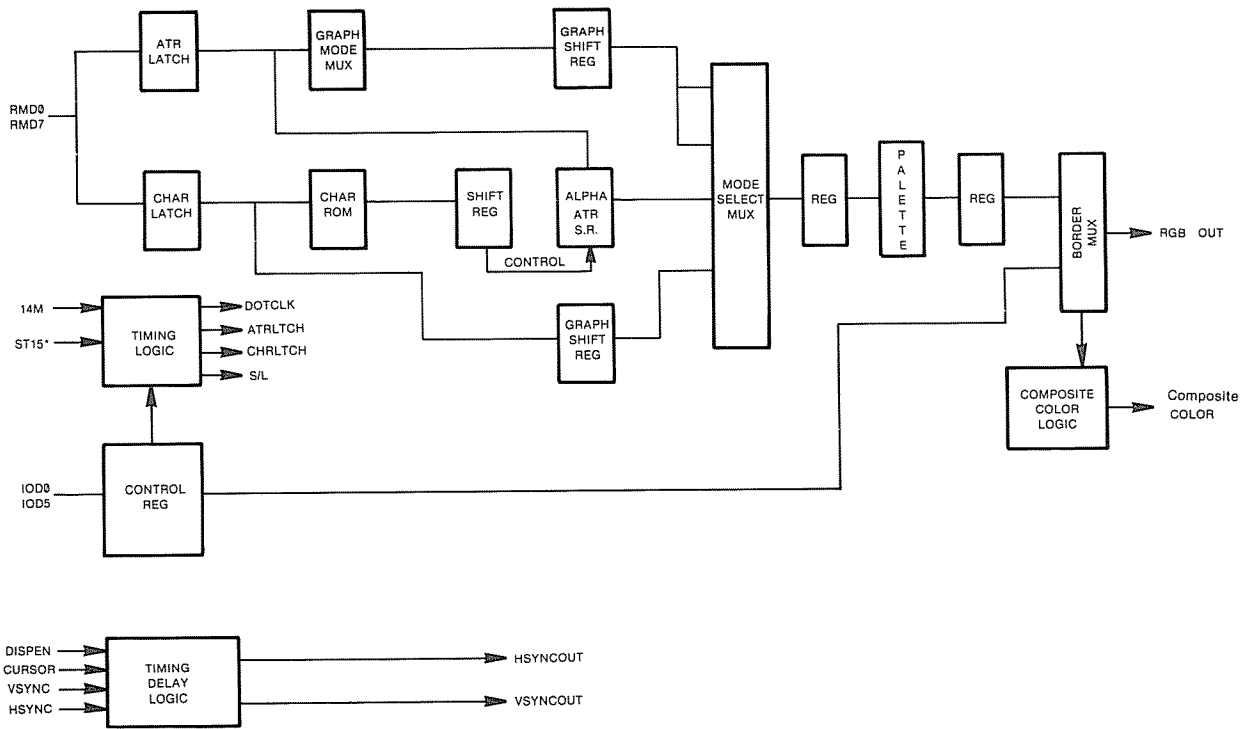 ATR
LATCH
GRAPH
MODE
MUX
GRAPH
SHIFT
REG
RMD0
RMD7
CHAR
LATCH
CHAR
ROM
SHIFT
REG
ALPHA
ATR
S.R.
CONTROL
MODE
SELECT
MUX
REG
PALETTE
REG
BORDER
MUX
RGB OUT
14M
ST15*
TIMING
LOGIC
DOTCLK
ATRLTCH
CHRLTCH
S/L
GRAPH
SHIFT
REG
COMPOSITE
COLOR
LOGIC
Composite
COLOR
IOD0
IOD5
CONTROL
REG
DISPEN
CURSOR
VSYNC
HSYNC
TIMING
DELAY
LOGIC
HSYNCOUT
VSYNCOUT